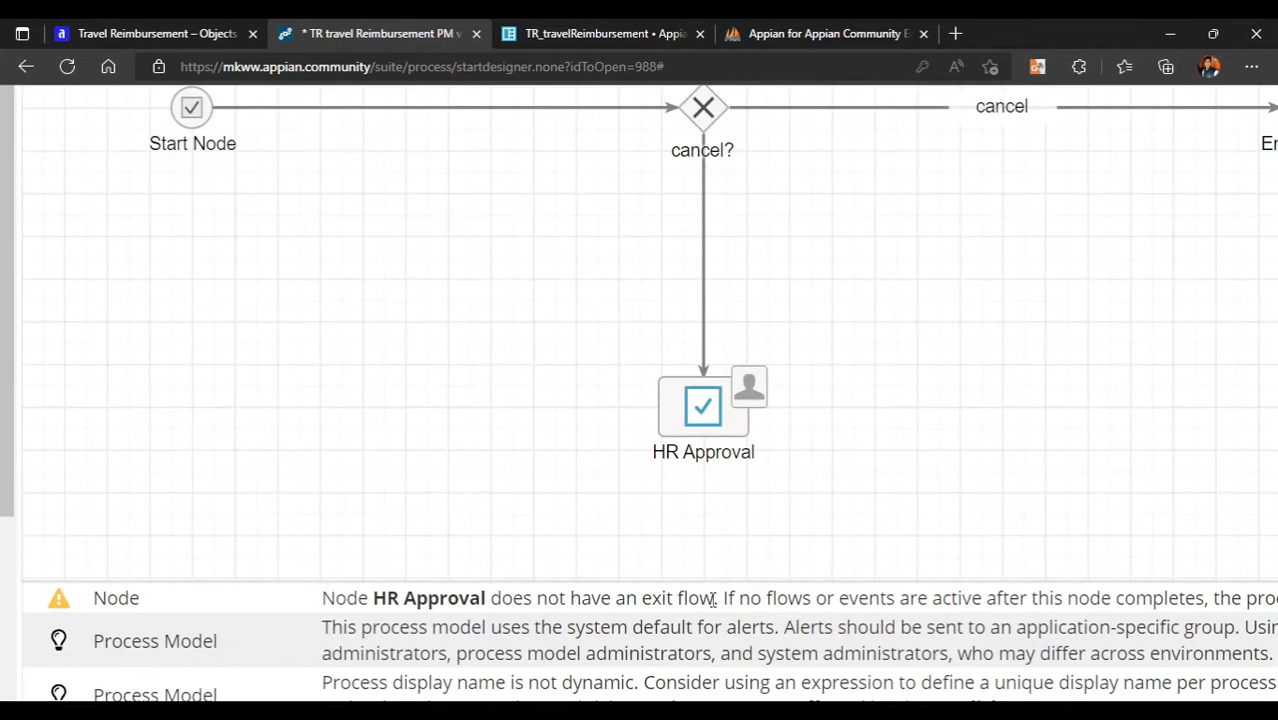 Travel Reimbursement – Objects
* TR travel Reimbursement PM v
TR_travelReimbursement • Appia
Appian for Appian Community E
https://mkww.appian.community/suite/process/startdesigner.none?idToOpen=988#
Start Node
cancel?
cancel
En
HR Approval
Node
Node HR Approval does not have an exit flow. If no flows or events are active after this node completes, the proc
Process Model
This process model uses the system default for alerts. Alerts should be sent to an application-specific group. Usin
administrators, process model administrators, and system administrators, who may differ across environments.
Process Model
Process display name is not dynamic. Consider using an expression to define a unique display name per process